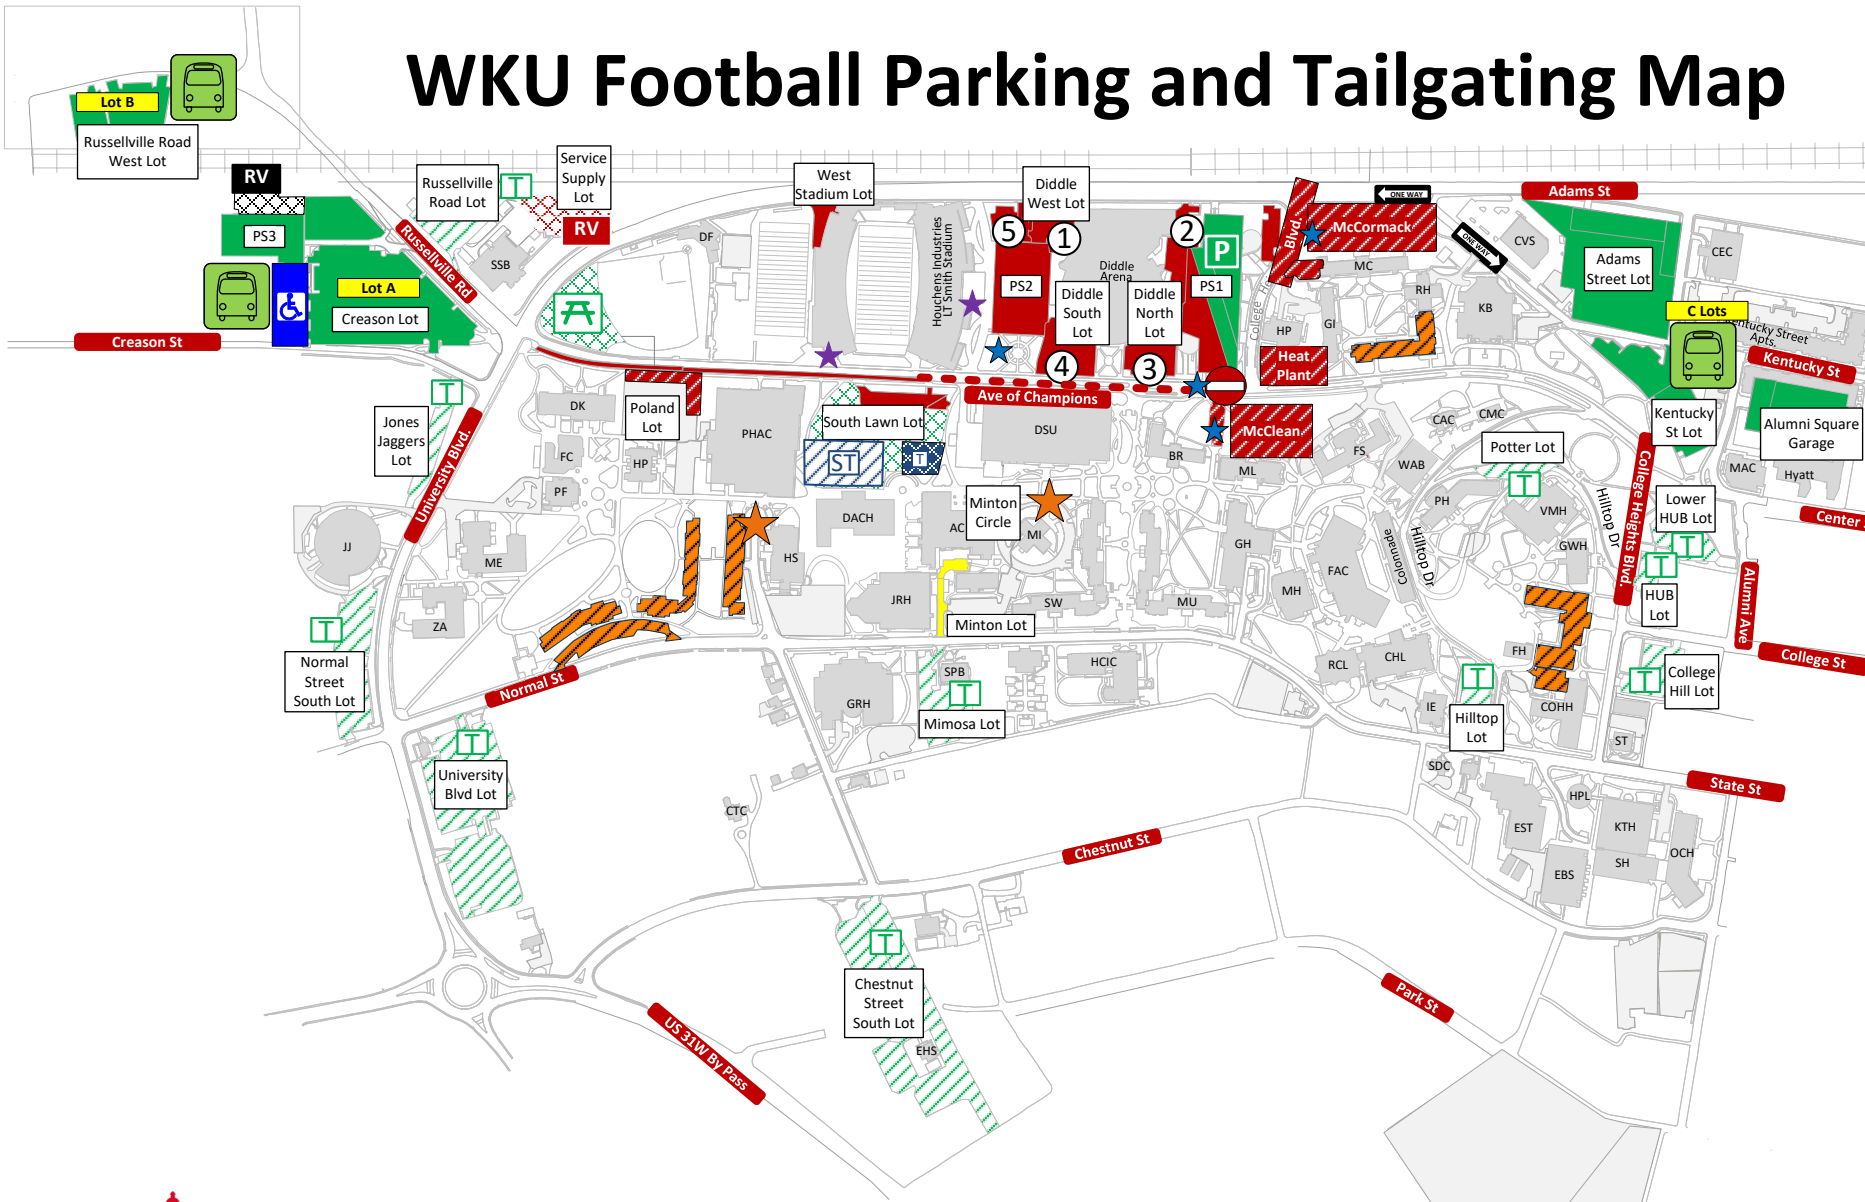 WKU Football Parking and Tailgating Map
Lot B
Russellville Road
West Lot
RV
PS3
Russellville
Road Lot
T
Service
Supply
Lot
RV
SSB
DF
West
Stadium Lot
Houchens Industries
LT Smith Stadium
Diddle
West Lot
5
1
2
P
PS2
Diddle
Arena
Diddle
South
Lot
Diddle
North
Lot
PS1
4
3
Blvd.
McCormack
ONE WAY
ONE WAY
Adams St
MC
RH
GI
HP
KB
CVS
CEC
Adams
Street Lot
C Lots
Kentucky Street
Apts.
Kentucky St
Lot A
Creason Lot
Creason St
Russellville Rd
Heat
Plant
Ave of Champions
McClean
T
Jones
Jaggers
Lot
University Blvd.
DK
Poland
Lot
FC
HP
PF
PHAC
South Lawn Lot
ST
T
DSU
BR
ML
FS
CAC
CMC
WAB
Potter Lot
T
PH
VMH
GWH
Kentucky
St Lot
Alumni Square
Garage
MAC
Hyatt
Center
Hilltop Dr
College Heights Blvd.
Lower
HUB Lot
T
T
HUB
Lot
Alumni Ave
College St
JJ
ME
ZA
HS
DACH
AC
Minton
Circle
MI
JRH
SW
MU
Minton Lot
GH
MH
FAC
Colonnade
Hilltop Dr
RCL
CHL
FH
COHH
IE
T
Hilltop
Lot
T
College
Hill Lot
ST
T
Normal
Street
South Lot
Normal St
T
University
Blvd Lot
GRH
SPB
T
Mimosa Lot
HCIC
CTC
SDC
HPL
EST
KTH
SH
OCH
EBS
State St
Chestnut St
T
Chestnut
Street
South Lot
EHS
US 31W By Pass
Park St